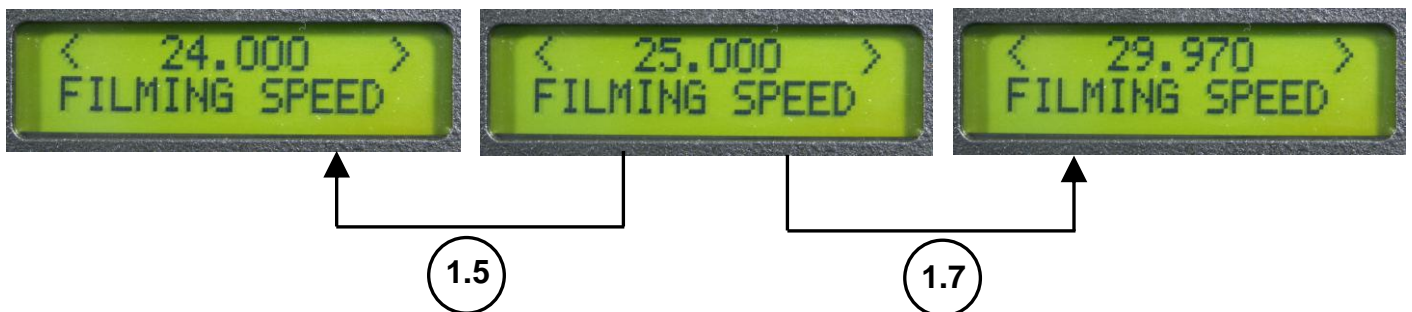 < 24.000 >
FILMING SPEED
< 25.000 >
FILMING SPEED
< 29.970 >
FILMING SPEED
1.5
1.7